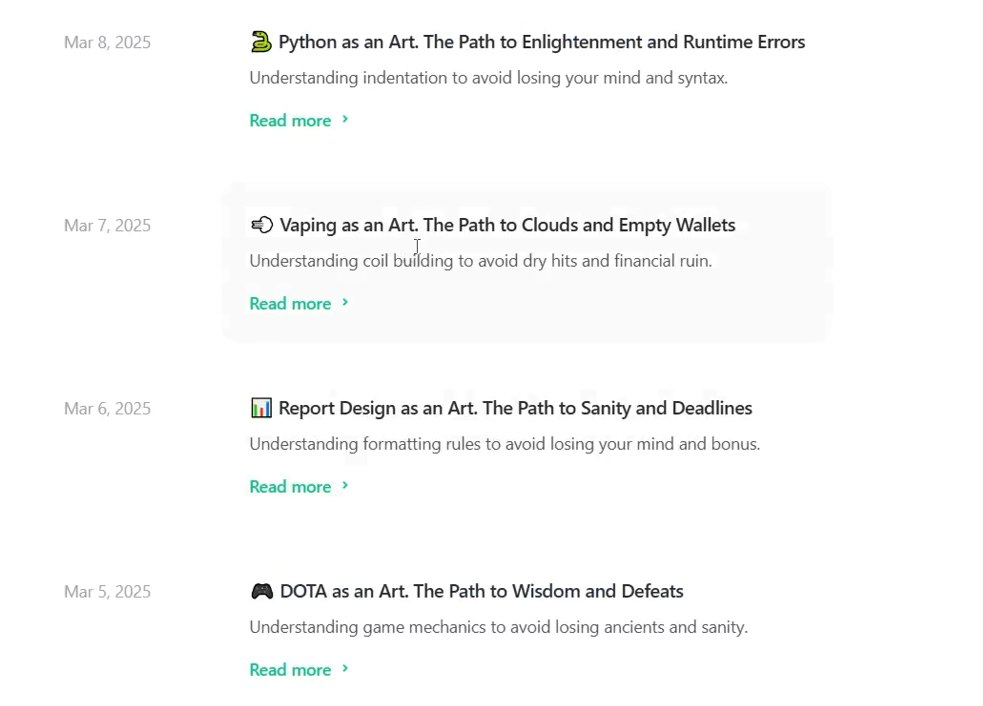 Mar 8, 2025
🐍 Python as an Art. The Path to Enlightenment and Runtime Errors
Understanding indentation to avoid losing your mind and syntax.
Read more ›
Mar 7, 2025
💨 Vaping as an Art. The Path to Clouds and Empty Wallets
Understanding coil building to avoid dry hits and financial ruin.
Read more ›
Mar 6, 2025
📊 Report Design as an Art. The Path to Sanity and Deadlines
Understanding formatting rules to avoid losing your mind and bonus.
Read more ›
Mar 5, 2025
🎮 DOTA as an Art. The Path to Wisdom and Defeats
Understanding game mechanics to avoid losing ancients and sanity.
Read more ›